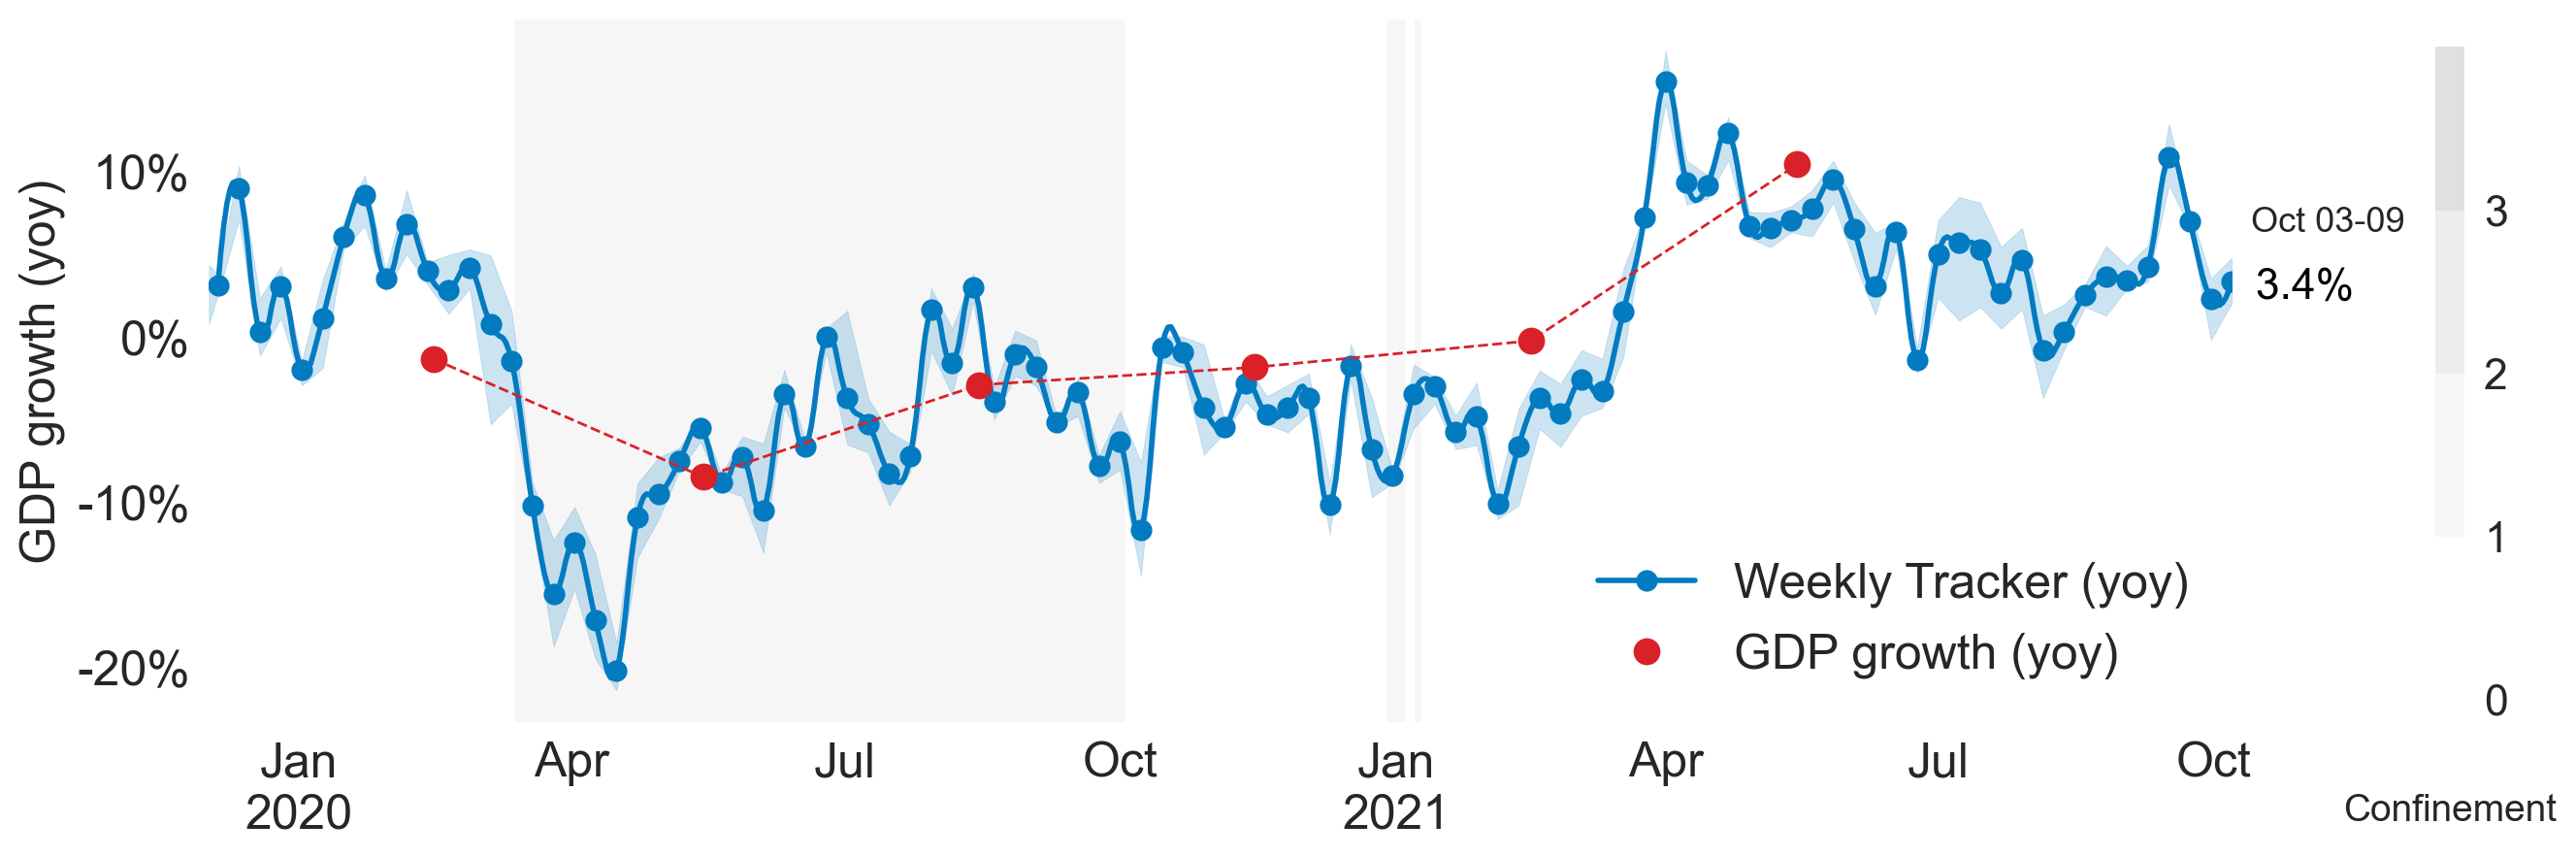 GDP growth (yoy)
10%
0%
-10%
-20%
Jan
2020
Apr
Jul
Oct
Jan
2021
Apr
Jul
Oct
Weekly Tracker (yoy)
GDP growth (yoy)
Oct 03-09
3.4%
3
2
1
0
Confinement